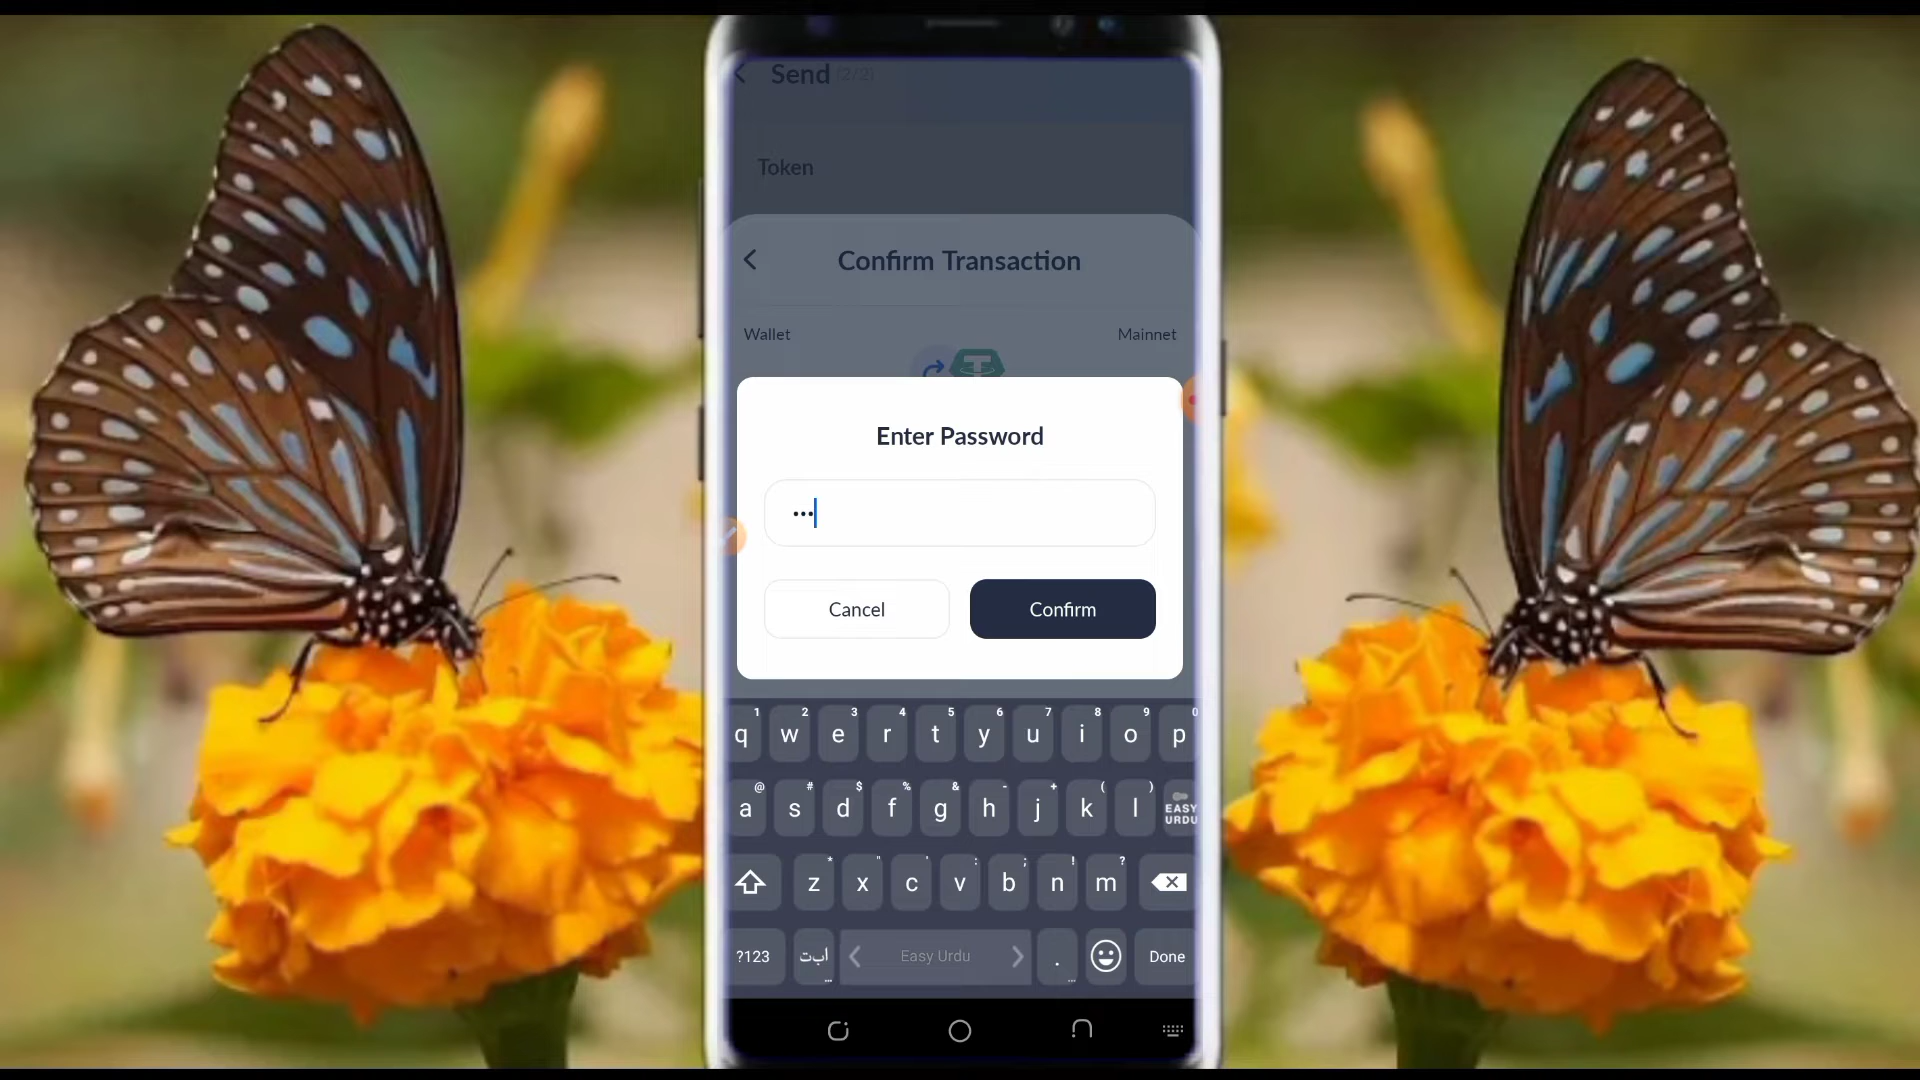 Send (2/2)
Token
Confirm Transaction
Wallet Mainnet
Enter Password
•••
Cancel Confirm
1 2 3 4 5 6 7 8 9 0
q w e r t y u i o p
@ # $ % & - + ( )
a s d f g h j k l EASY URDU
* " ' : ; ! ?
z x c v b n m
?123 ابت Easy Urdu . Done